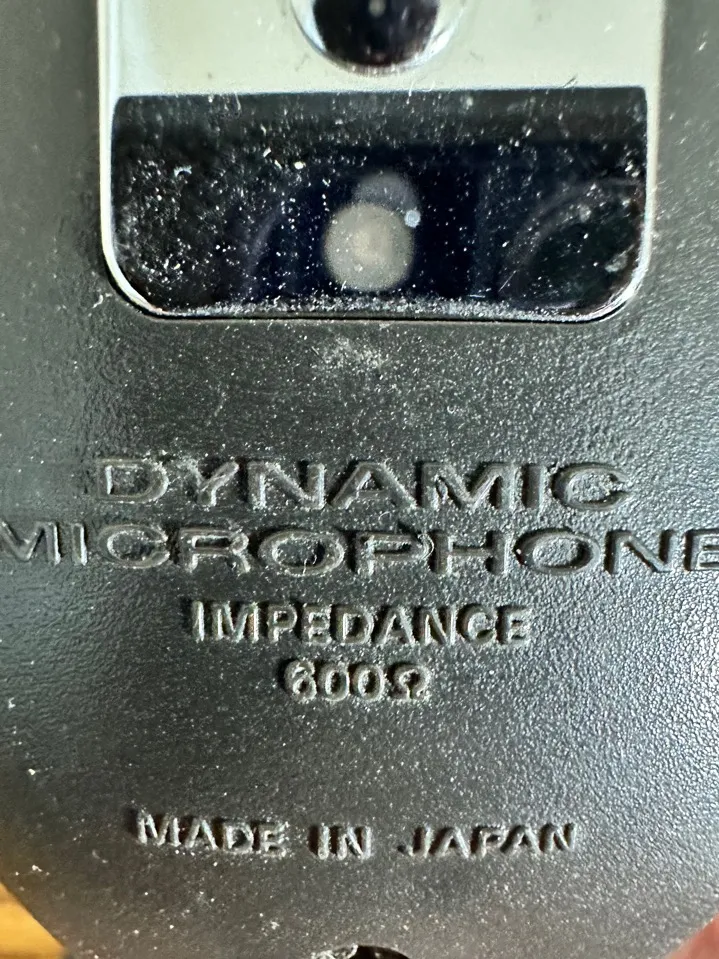 DYNAMIC
MICROPHONE
IMPEDANCE
600Ω
MADE IN JAPAN